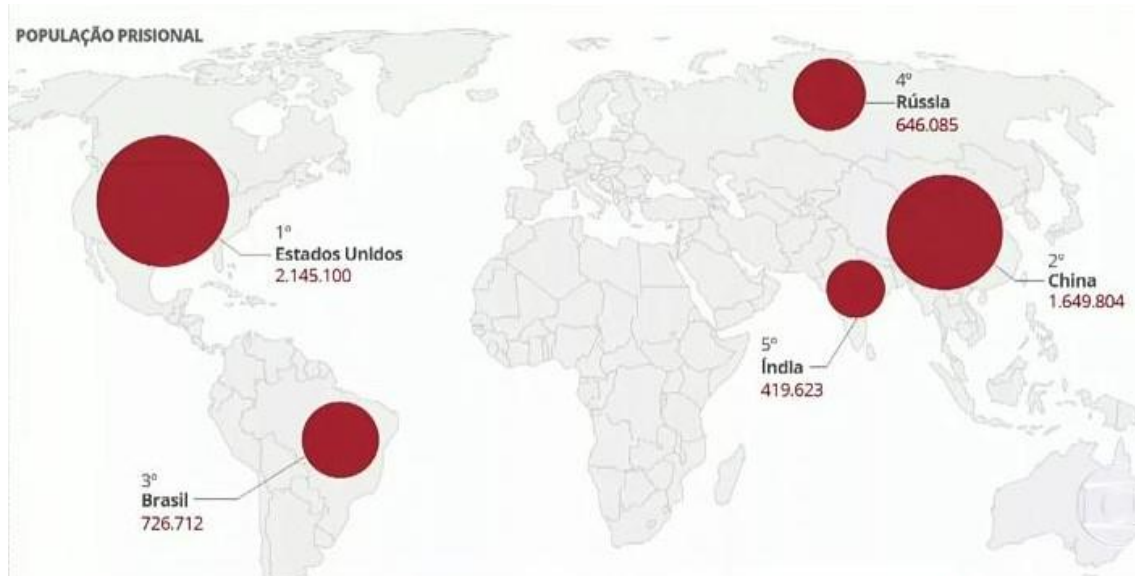 POPULAÇÃO PRISIONAL
4º
Rússia
646.085
1º
Estados Unidos
2.145.100
2º
China
1.649.804
5º
Índia
419.623
3º
Brasil
726.712